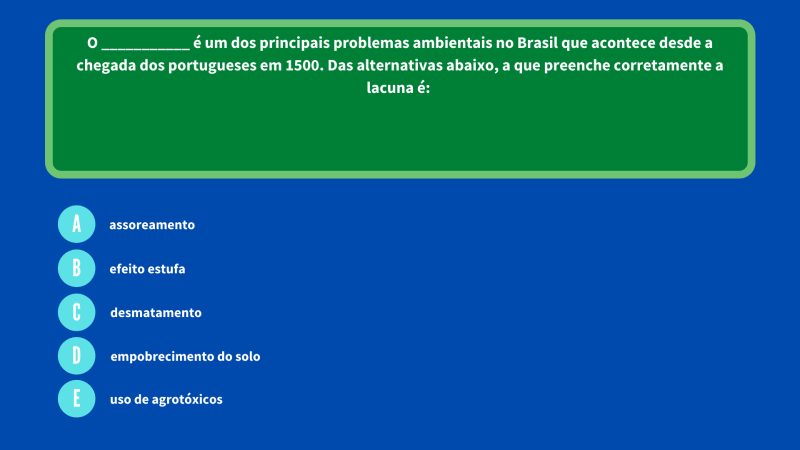 O ___________ é um dos principais problemas ambientais no Brasil que acontece desde a
chegada dos portugueses em 1500. Das alternativas abaixo, a que preenche corretamente a
lacuna é:
A assoreamento
B efeito estufa
C desmatamento
D empobrecimento do solo
E uso de agrotóxicos